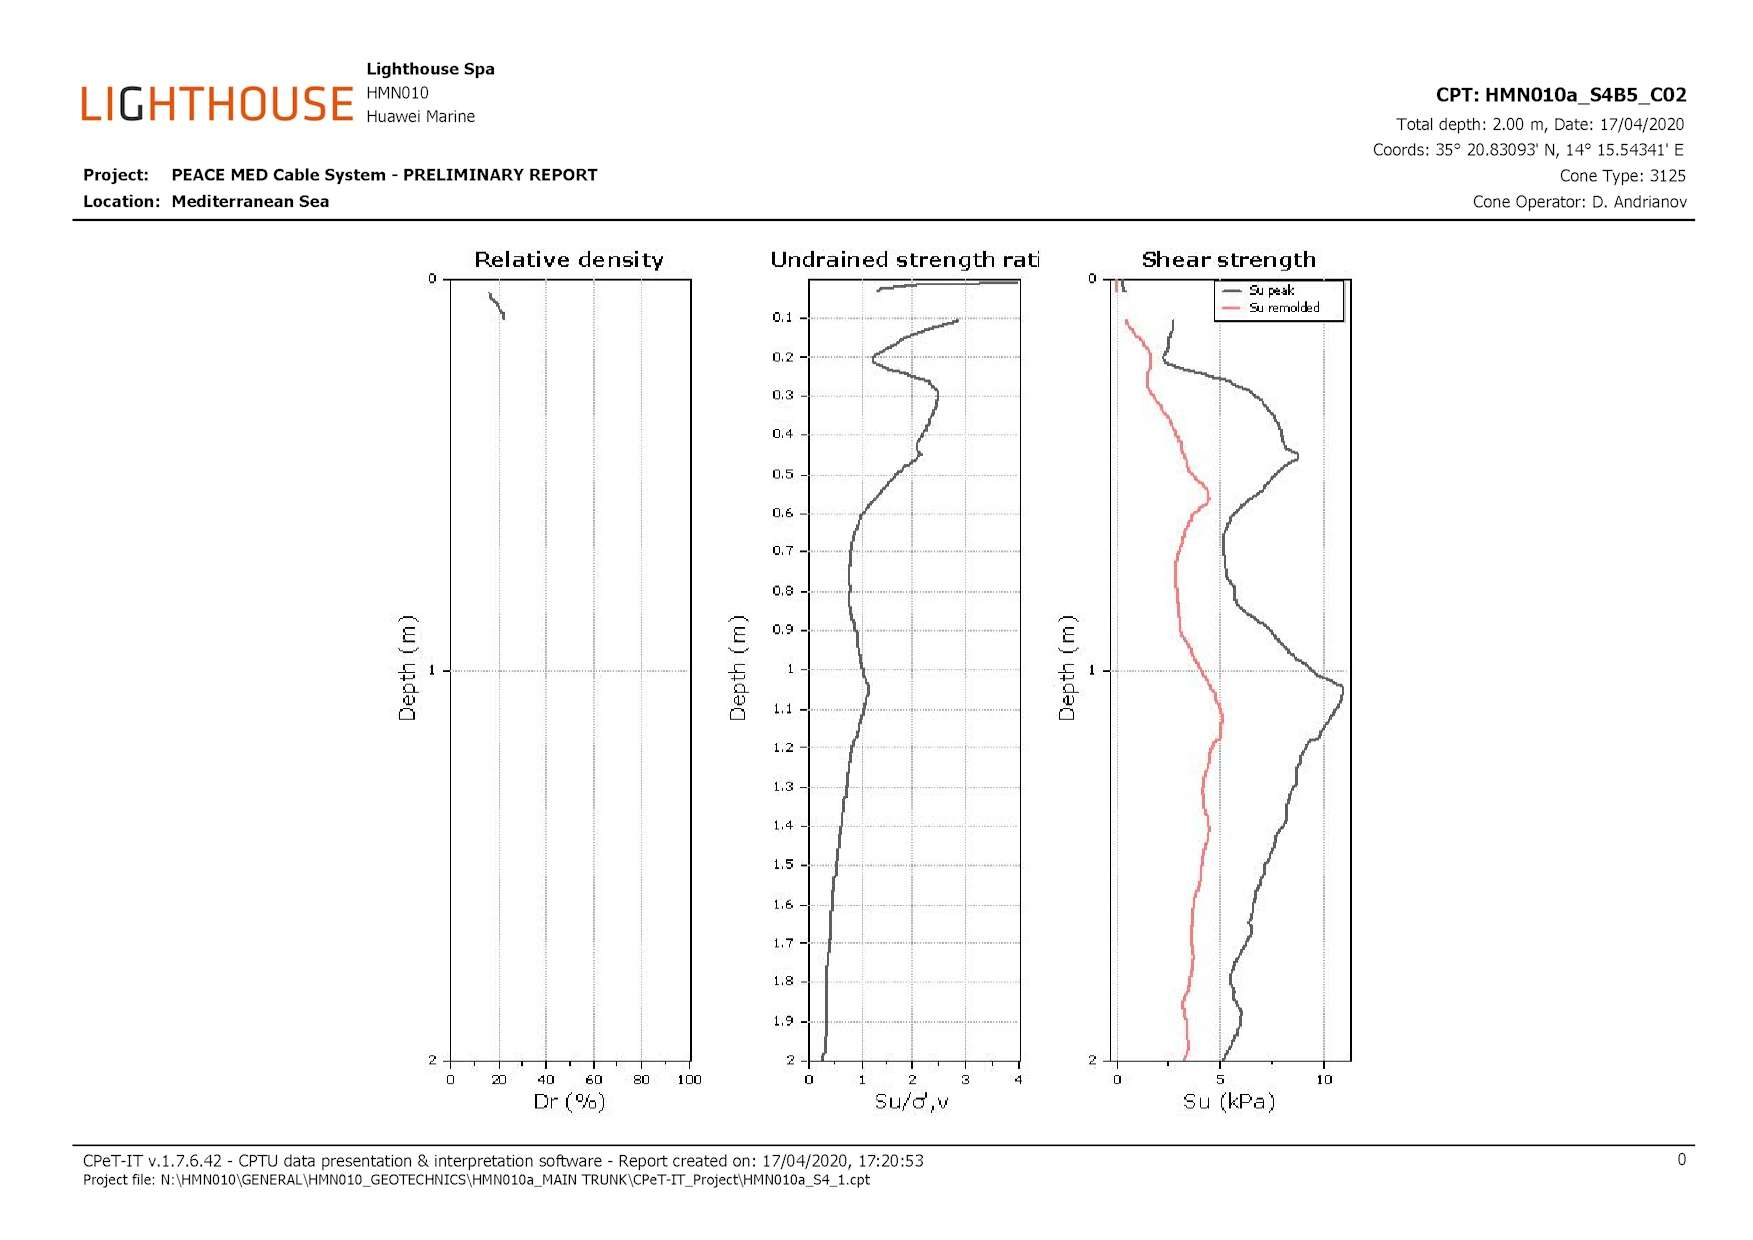 LIGHTHOUSE
Lighthouse Spa
HMN010
Huawei Marine
CPT: HMN010a_S4B5_C02
Total depth: 2.00 m, Date: 17/04/2020
Coords: 35° 20.83093' N, 14° 15.54341' E
Cone Type: 3125
Cone Operator: D. Andrianov
Project: PEACE MED Cable System - PRELIMINARY REPORT
Location: Mediterranean Sea
Relative density
0
1
2
Depth (m)
0 20 40 60 80 100
Dr (%)
Undrained strength rati
0.1
0.2
0.3
0.4
0.5
0.6
0.7
0.8
0.9
1
1.1
1.2
1.3
1.4
1.5
1.6
1.7
1.8
1.9
2
Depth (m)
0 1 2 3 4
Su/σ',v
Shear strength
Su peak
Su remolded
0
1
2
Depth (m)
0 5 10
Su (kPa)
CPeT-IT v.1.7.6.42 - CPTU data presentation & interpretation software - Report created on: 17/04/2020, 17:20:53
0
Project file: N:\HMN010\GENERAL\HMN010_GEOTECHNICS\HMN010a_MAIN TRUNK\CPeT-IT_Project\HMN010a_S4_1.cpt